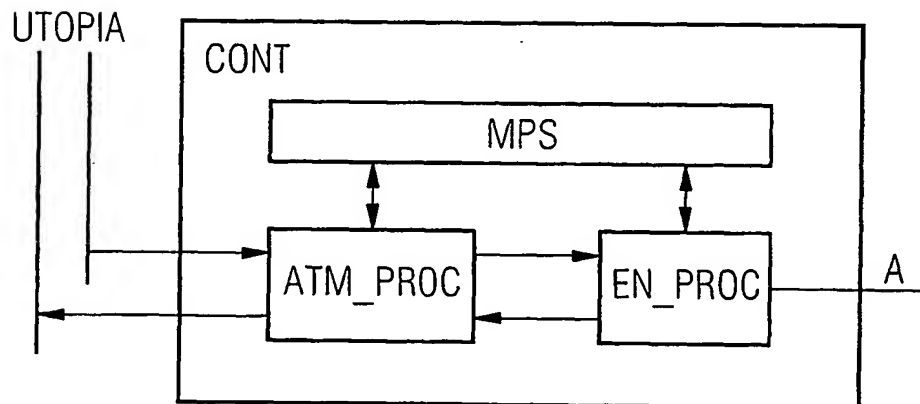 UTOPIA
CONT
MPS
ATM_PROC
EN_PROC
A